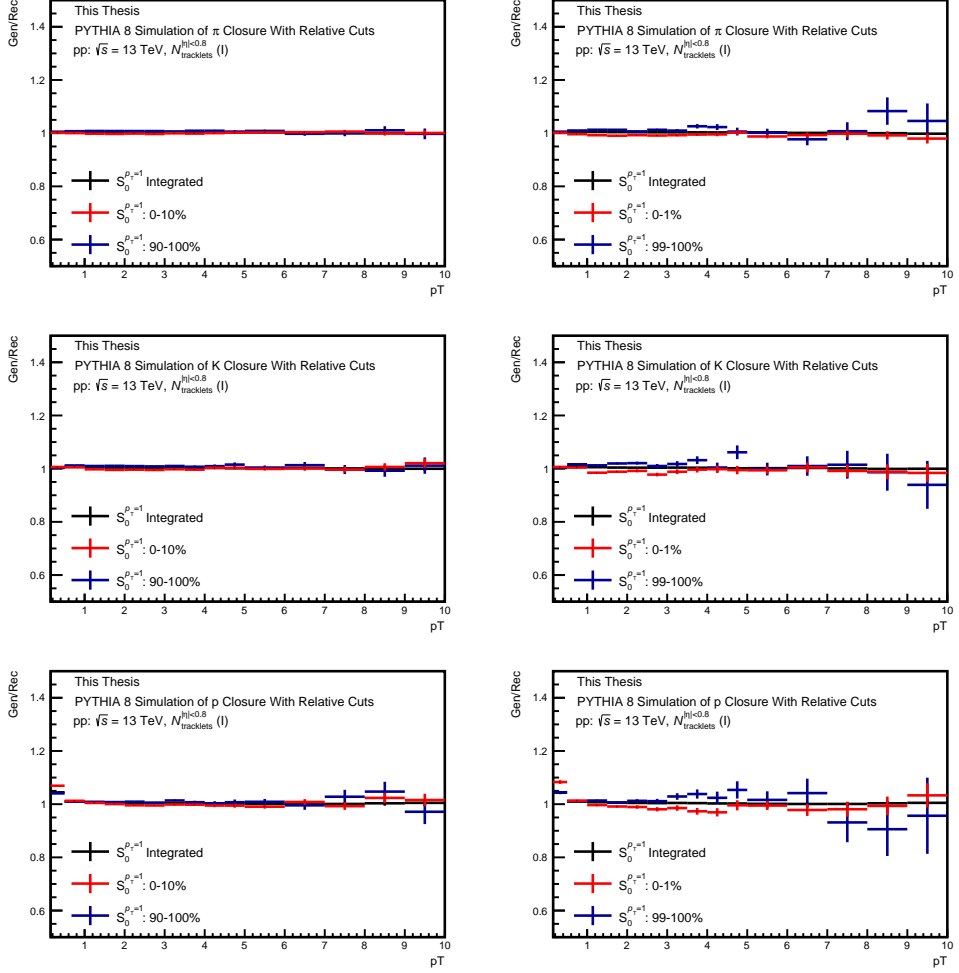 Gen/Rec
This Thesis
PYTHIA 8 Simulation of π Closure With Relative Cuts
pp: √s = 13 TeV, N_tracklets^|η|<0.8 (I)
1.4
1.2
1
0.8
0.6
S_0^{p_T=1} Integrated
S_0^{p_T=1}: 0-10%
S_0^{p_T=1}: 90-100%
1 2 3 4 5 6 7 8 9 10
pT
Gen/Rec
This Thesis
PYTHIA 8 Simulation of π Closure With Relative Cuts
pp: √s = 13 TeV, N_tracklets^|η|<0.8 (I)
1.4
1.2
1
0.8
0.6
S_0^{p_T=1} Integrated
S_0^{p_T=1}: 0-1%
S_0^{p_T=1}: 99-100%
1 2 3 4 5 6 7 8 9 10
pT
Gen/Rec
This Thesis
PYTHIA 8 Simulation of K Closure With Relative Cuts
pp: √s = 13 TeV, N_tracklets^|η|<0.8 (I)
1.4
1.2
1
0.8
0.6
S_0^{p_T=1} Integrated
S_0^{p_T=1}: 0-10%
S_0^{p_T=1}: 90-100%
1 2 3 4 5 6 7 8 9 10
pT
Gen/Rec
This Thesis
PYTHIA 8 Simulation of K Closure With Relative Cuts
pp: √s = 13 TeV, N_tracklets^|η|<0.8 (I)
1.4
1.2
1
0.8
0.6
S_0^{p_T=1} Integrated
S_0^{p_T=1}: 0-1%
S_0^{p_T=1}: 99-100%
1 2 3 4 5 6 7 8 9 10
pT
Gen/Rec
This Thesis
PYTHIA 8 Simulation of p Closure With Relative Cuts
pp: √s = 13 TeV, N_tracklets^|η|<0.8 (I)
1.4
1.2
1
0.8
0.6
S_0^{p_T=1} Integrated
S_0^{p_T=1}: 0-10%
S_0^{p_T=1}: 90-100%
1 2 3 4 5 6 7 8 9 10
pT
Gen/Rec
This Thesis
PYTHIA 8 Simulation of p Closure With Relative Cuts
pp: √s = 13 TeV, N_tracklets^|η|<0.8 (I)
1.4
1.2
1
0.8
0.6
S_0^{p_T=1} Integrated
S_0^{p_T=1}: 0-1%
S_0^{p_T=1}: 99-100%
1 2 3 4 5 6 7 8 9 10
pT